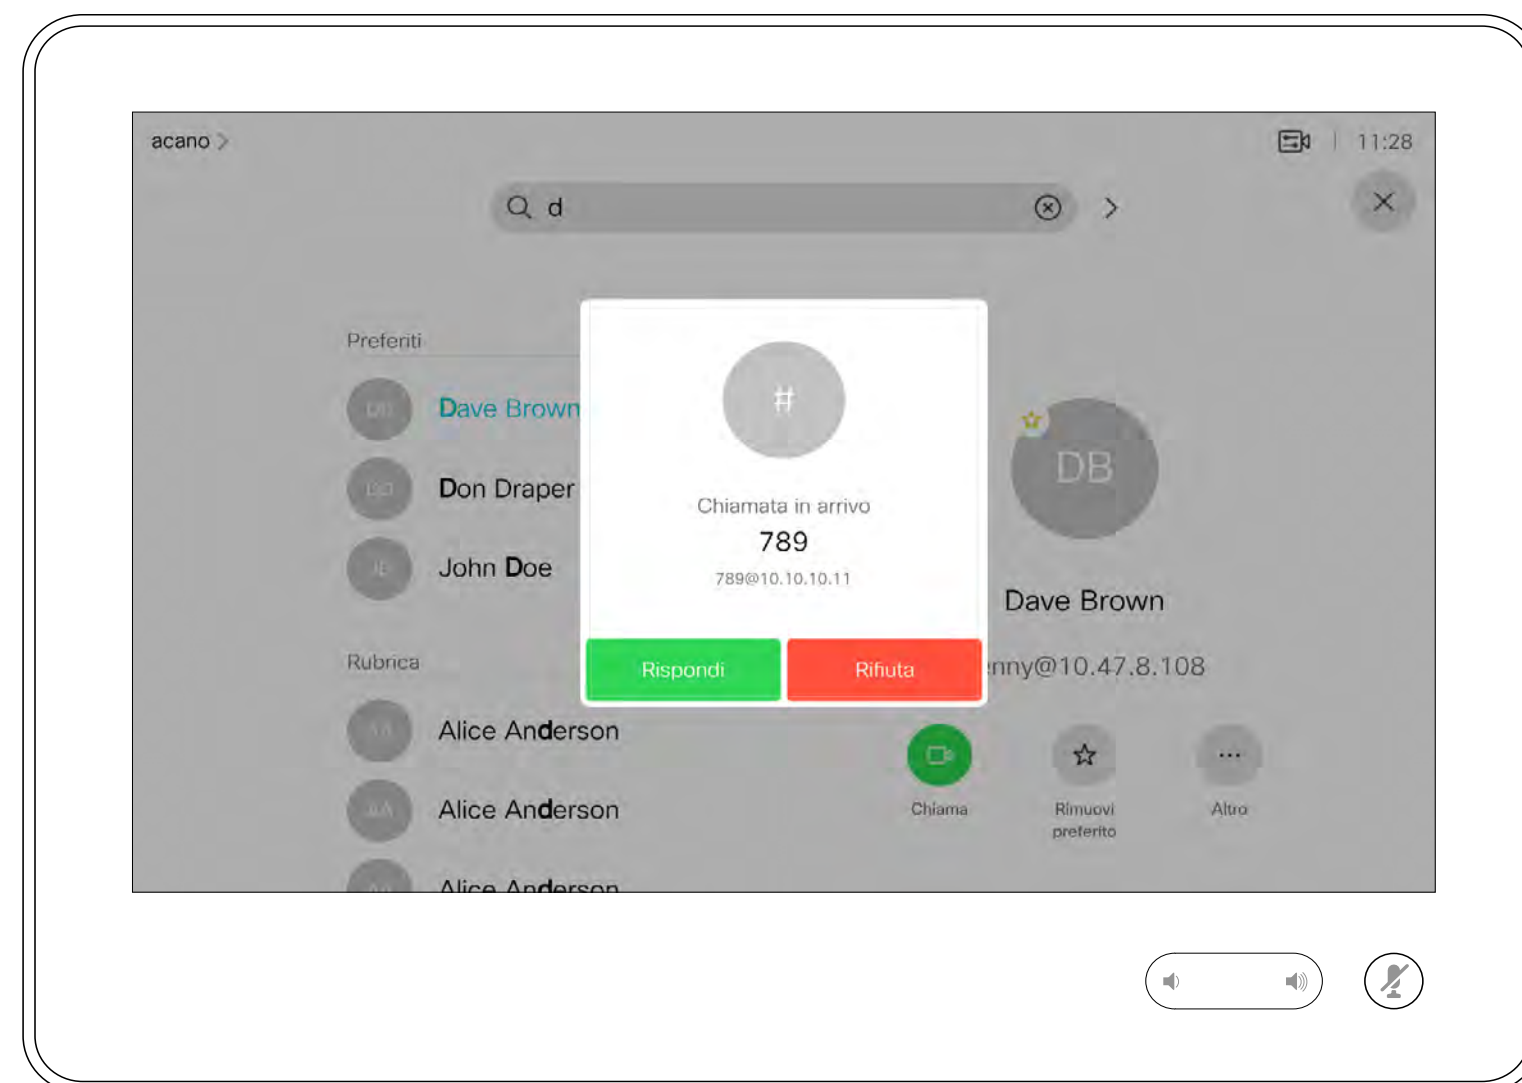 acano >
11:28
d
Preferiti
Dave Brown
Don Draper
John Doe
Rubrica
Alice Anderson
Alice Anderson
Alice Anderson
#
Chiamata in arrivo
789
789@10.10.10.11
Rispondi
Rifiuta
DB
Dave Brown
nny@10.47.8.108
Chiama
Rimuovi
preferito
Altro